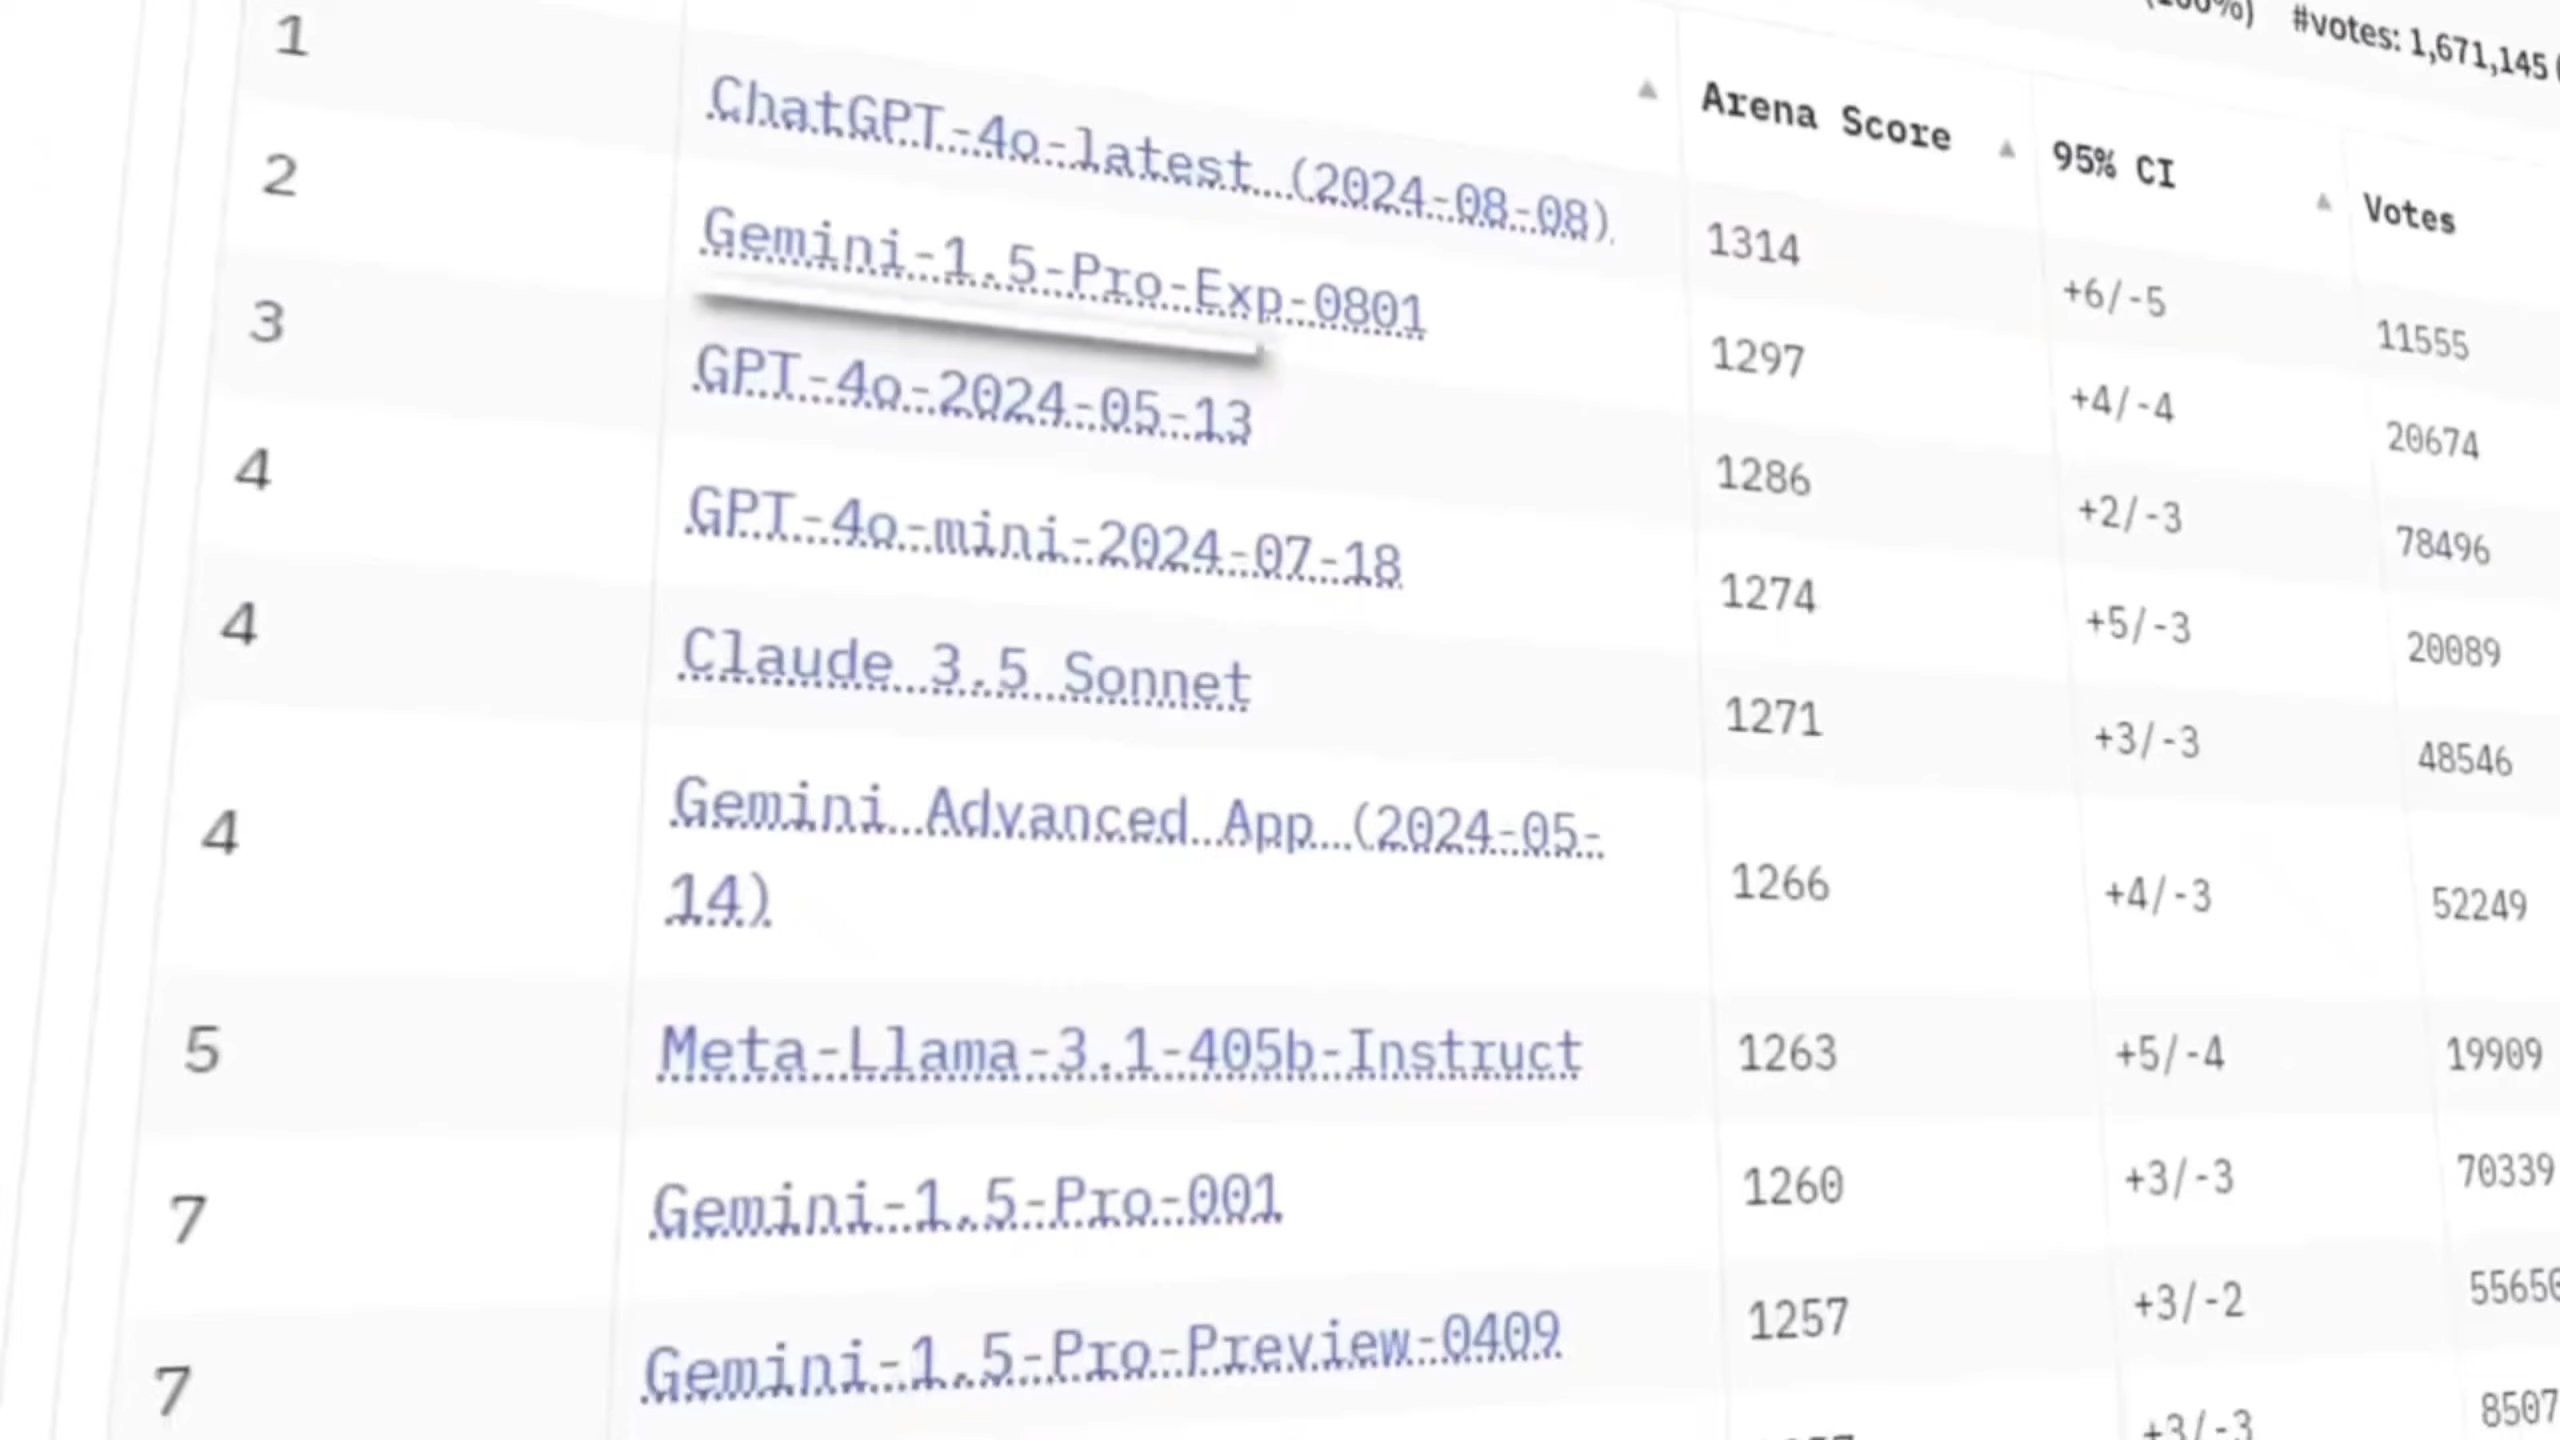 #votes: 1,671,145
Arena Score 95% CI Votes
1 ChatGPT-4o-latest (2024-08-08) 1314 +6/-5 11555
2 Gemini-1.5-Pro-Exp-0801 1297 +4/-4 20674
3 GPT-4o-2024-05-13 1286 +2/-3 78496
4 GPT-4o-mini-2024-07-18 1274 +5/-3 20089
4 Claude 3.5 Sonnet 1271 +3/-3 48546
4 Gemini Advanced App (2024-05-
14) 1266 +4/-3 52249
5 Meta-Llama-3.1-405b-Instruct 1263 +5/-4 19909
7 Gemini-1.5-Pro-001 1260 +3/-3 70339
7 Gemini-1.5-Pro-Preview-0409 1257 +3/-2 55650
+3/-3